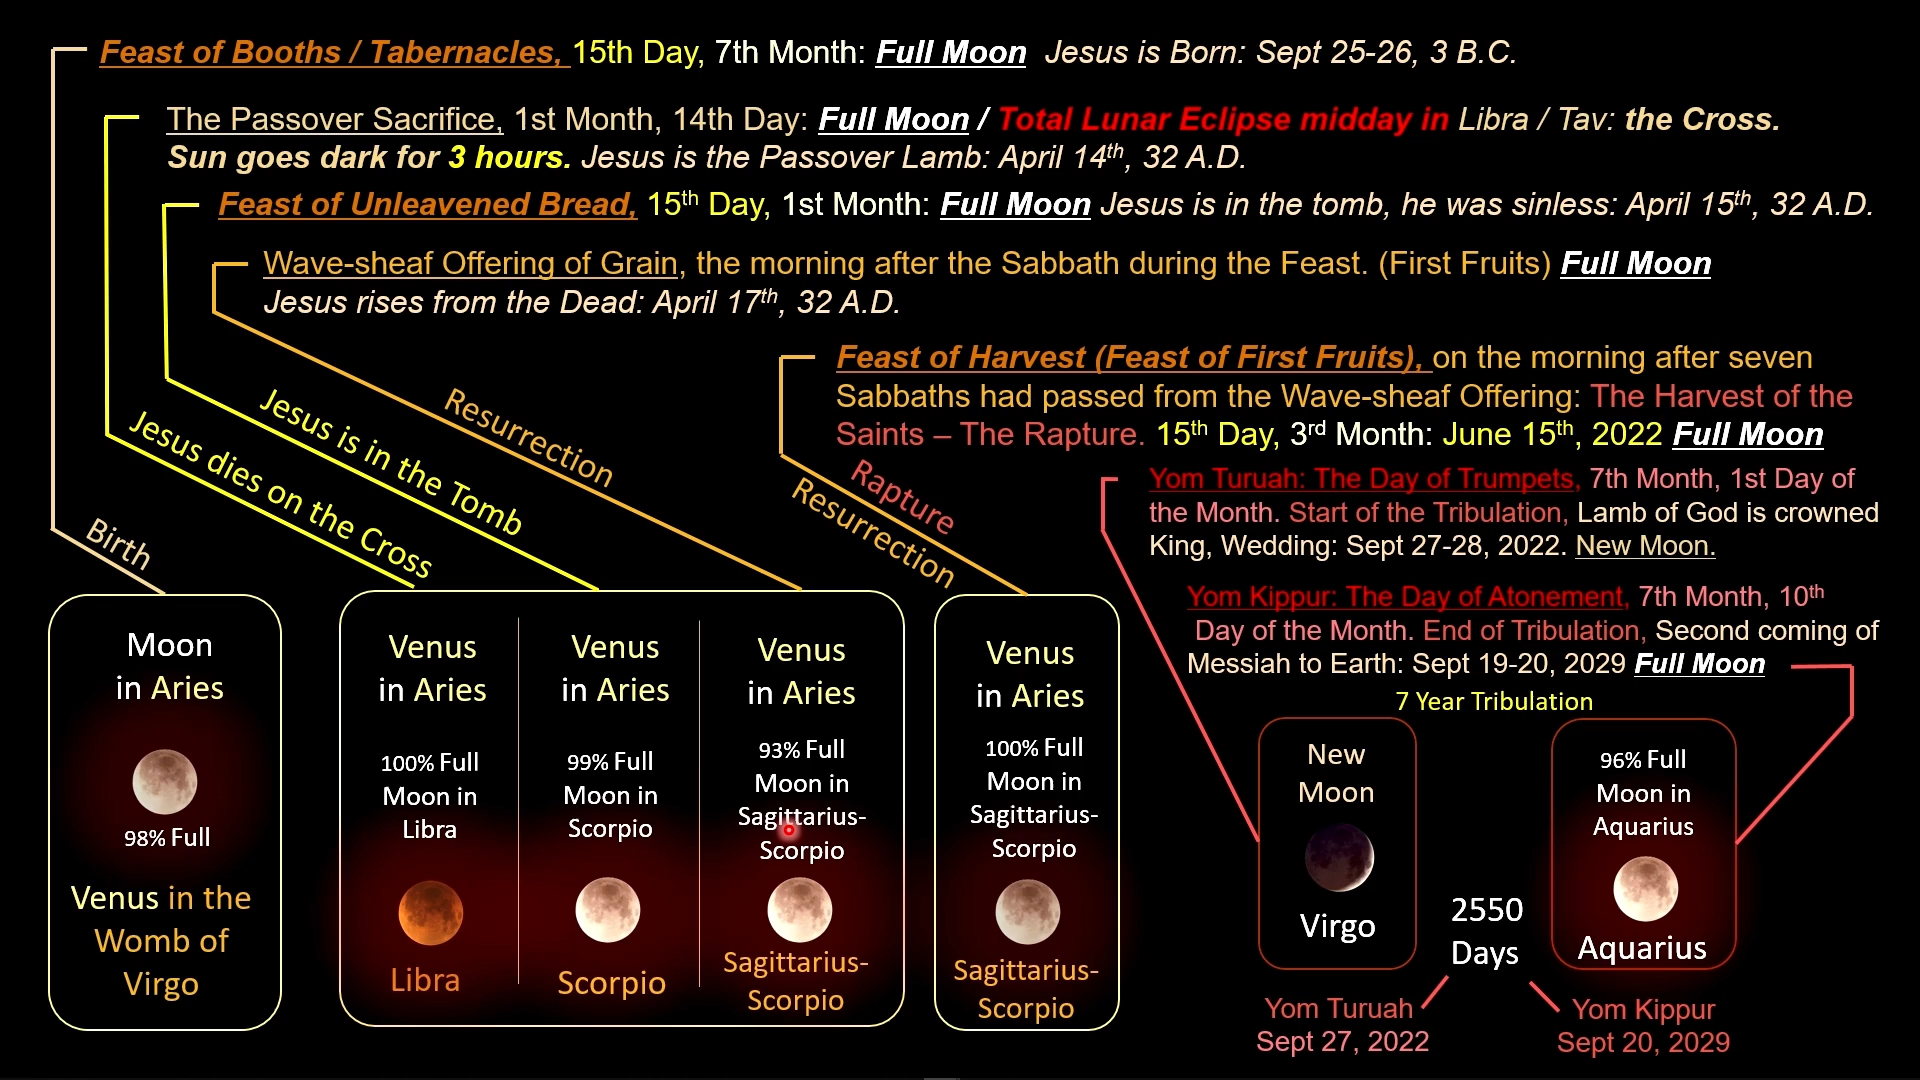 Feast of Booths / Tabernacles, 15th Day, 7th Month: Full Moon Jesus is Born: Sept 25-26, 3 B.C.
The Passover Sacrifice, 1st Month, 14th Day: Full Moon / Total Lunar Eclipse midday in Libra / Tav: the Cross.
Sun goes dark for 3 hours. Jesus is the Passover Lamb: April 14th, 32 A.D.
Feast of Unleavened Bread, 15th Day, 1st Month: Full Moon Jesus is in the tomb, he was sinless: April 15th, 32 A.D.
Wave-sheaf Offering of Grain, the morning after the Sabbath during the Feast. (First Fruits) Full Moon
Jesus rises from the Dead: April 17th, 32 A.D.
Feast of Harvest (Feast of First Fruits), on the morning after seven
Sabbaths had passed from the Wave-sheaf Offering: The Harvest of the
Saints – The Rapture. 15th Day, 3rd Month: June 15th, 2022 Full Moon
Yom Turuah: The Day of Trumpets, 7th Month, 1st Day of
the Month. Start of the Tribulation, Lamb of God is crowned
King, Wedding: Sept 27-28, 2022. New Moon.
Yom Kippur: The Day of Atonement, 7th Month, 10th
Day of the Month. End of Tribulation, Second coming of
Messiah to Earth: Sept 19-20, 2029 Full Moon
7 Year Tribulation
Birth
Jesus dies on the Cross
Jesus is in the Tomb
Resurrection
Rapture
Resurrection
Moon
in Aries
98% Full
Venus in the
Womb of
Virgo
Venus
in Aries
100% Full
Moon in
Libra
Libra
Venus
in Aries
99% Full
Moon in
Scorpio
Scorpio
Venus
in Aries
93% Full
Moon in
Sagittarius-
Scorpio
Sagittarius-
Scorpio
Venus
in Aries
100% Full
Moon in
Sagittarius-
Scorpio
Sagittarius-
Scorpio
New
Moon
Virgo
2550
Days
96% Full
Moon in
Aquarius
Aquarius
Yom Turuah
Sept 27, 2022
Yom Kippur
Sept 20, 2029